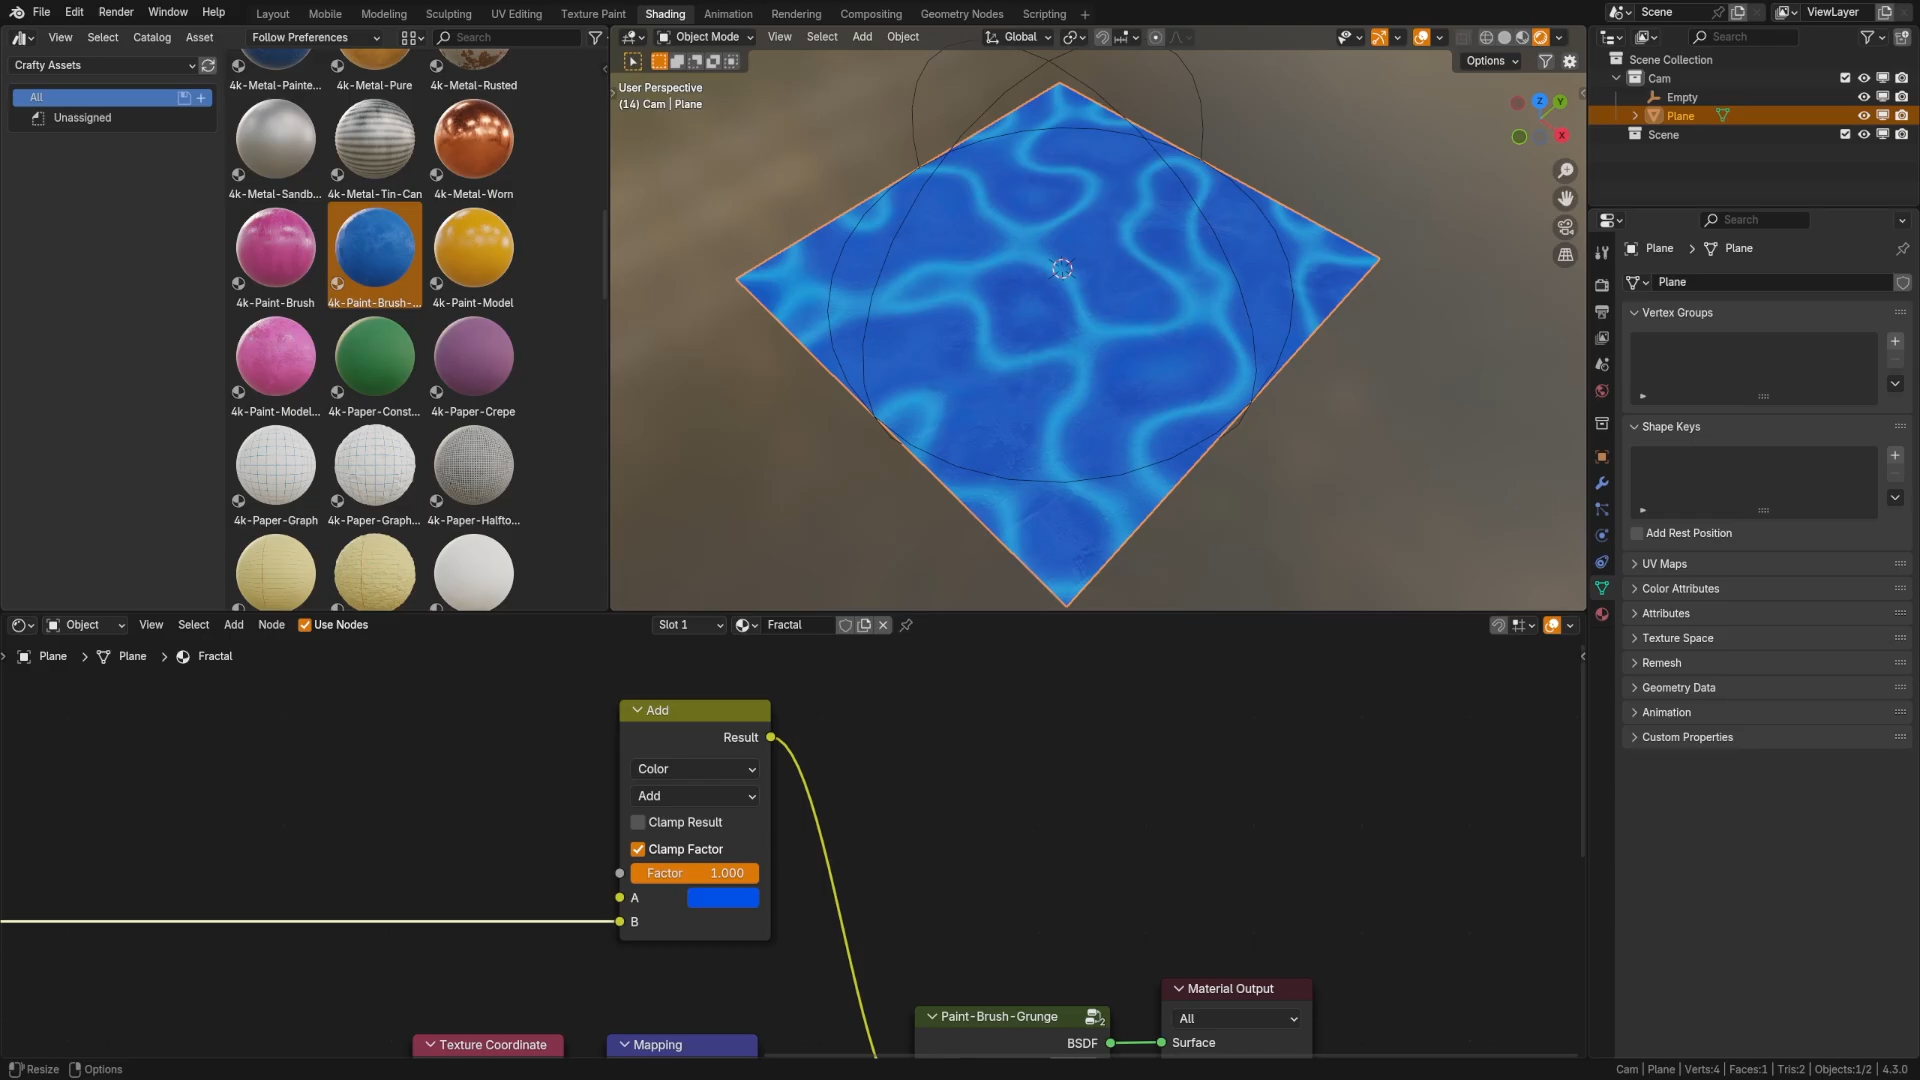 File Edit Render Window Help
Layout Mobile Modeling Sculpting UV Editing Texture Paint Shading Animation Rendering Compositing Geometry Nodes Scripting
Scene
ViewLayer
View Select Catalog Asset
Follow Preferences
Search
Crafty Assets
All
Unassigned
4k-Metal-Painte... 4k-Metal-Pure 4k-Metal-Rusted
4k-Metal-Sandb... 4k-Metal-Tin-Can 4k-Metal-Worn
4k-Paint-Brush 4k-Paint-Brush-... 4k-Paint-Model
4k-Paint-Model... 4k-Paper-Const... 4k-Paper-Crepe
4k-Paper-Graph 4k-Paper-Graph... 4k-Paper-Halfto...
Object Mode View Select Add Object
Global
Options
User Perspective
(14) Cam | Plane
Z Y
X
Search
Scene Collection
Cam
Empty
Plane
Scene
Search
Plane > Plane
Plane
Vertex Groups
Shape Keys
Add Rest Position
UV Maps
Color Attributes
Attributes
Texture Space
Remesh
Geometry Data
Animation
Custom Properties
Object View Select Add Node Use Nodes
Slot 1
Fractal
Plane > Plane > Fractal
Add
Result
Color
Add
Clamp Result
Clamp Factor
Factor 1.000
A
B
Texture Coordinate
Mapping
Paint-Brush-Grunge
2
BSDF
Material Output
All
Surface
Resize Options
Cam | Plane | Verts:4 | Faces:1 | Tris:2 | Objects:1/2 | 4.3.0